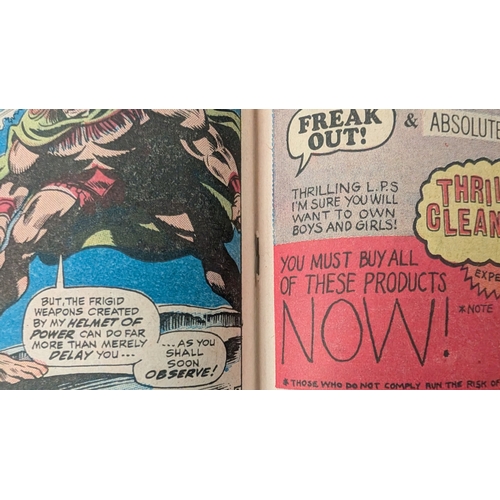 BUT, THE FRIGID
WEAPONS CREATED
BY MY HELMET OF
POWER CAN DO FAR
MORE THAN MERELY
DELAY YOU---
...AS YOU
SHALL
SOON
OBSERVE!
FREAK
OUT!
& ABSOLUTE
THRILLING L.P.S
I'M SURE YOU WILL
WANT TO OWN
BOYS AND GIRLS!
THRIL
CLEAN
EXPE
YOU MUST BUY ALL
OF THESE PRODUCTS
NOW!
*NOTE
* THOSE WHO DO NOT COMPLY RUN THE RISK OF